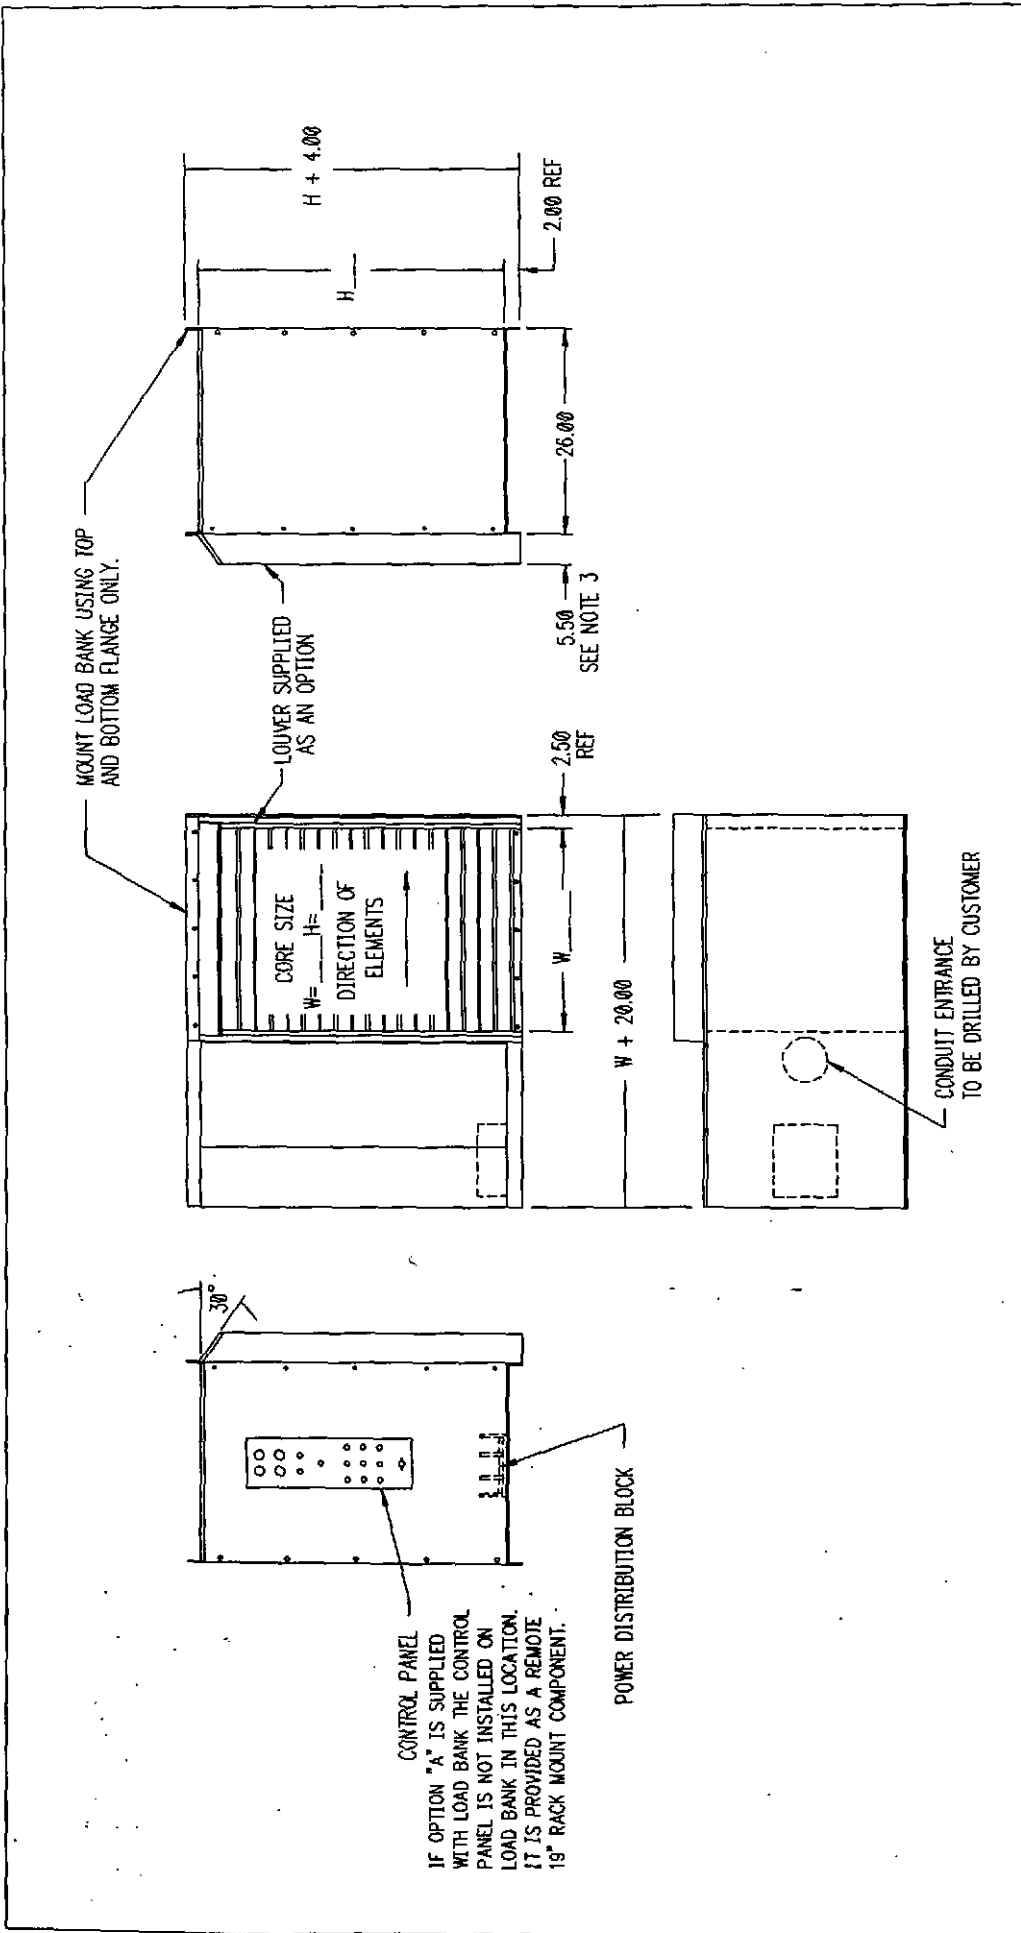 MOUNT LOAD BANK USING TOP
AND BOTTOM FLANGE ONLY.
H + 4.00
H
2.00 REF
26.00
5.50
SEE NOTE 3
LOUVER SUPPLIED
AS AN OPTION
2.50
REF
CORE SIZE
W= H=
DIRECTION OF
ELEMENTS
W
W + 20.00
CONDUIT ENTRANCE
TO BE DRILLED BY CUSTOMER
30°
CONTROL PANEL
IF OPTION "A" IS SUPPLIED
WITH LOAD BANK THE CONTROL
PANEL IS NOT INSTALLED ON
LOAD BANK IN THIS LOCATION.
IT IS PROVIDED AS A REMOTE
19" RACK MOUNT COMPONENT.
POWER DISTRIBUTION BLOCK